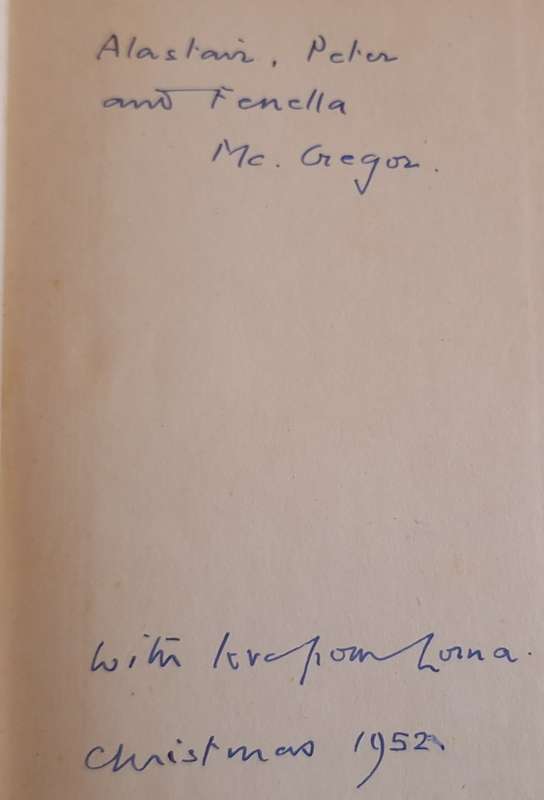 Alastair, Peter
and Fenella
Mc. Gregor.
With love from Lorna.
Christmas 1952.